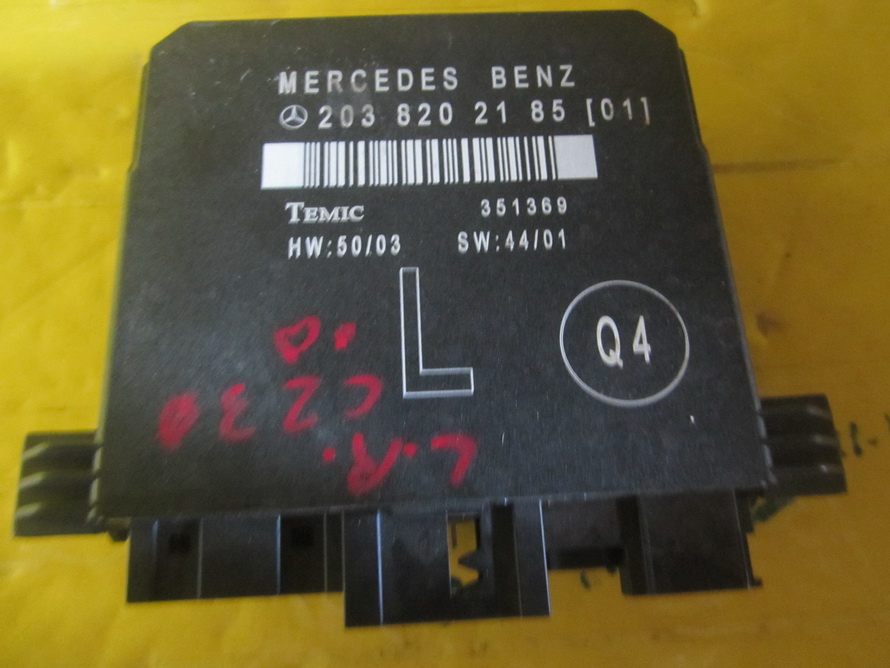 MERCEDES BENZ
203 820 21 85 [01]
TEMIC 351369
HW:50/03 SW:44/01
L
Q4
L.R.
C230